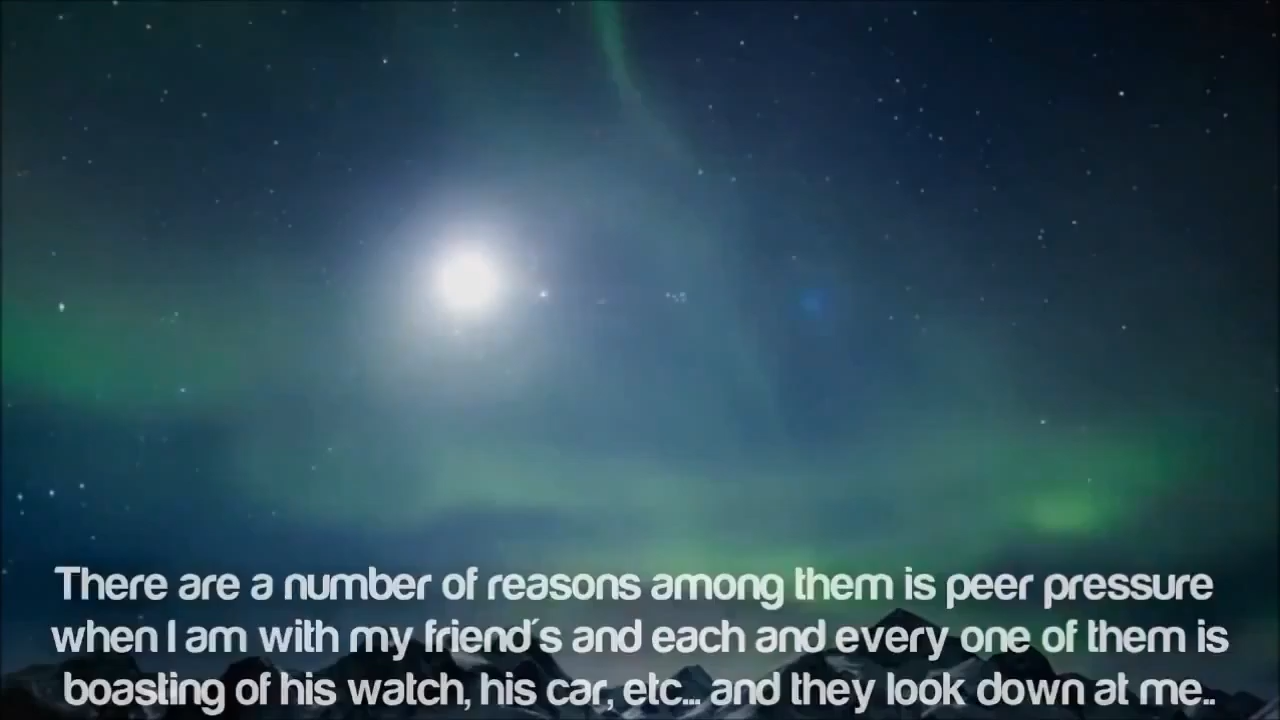 There are a number of reasons among them is peer pressure
when I am with my friend´s and each and every one of them is
boasting of his watch, his car, etc... and they look down at me..